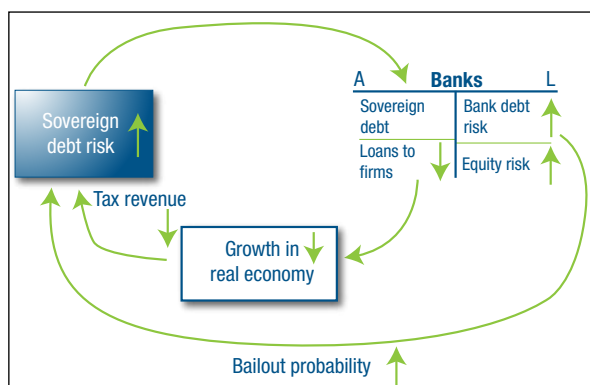 A Banks L
Sovereign
debt
Bank debt
risk
Loans to
firms
Equity risk
Sovereign
debt risk
Tax revenue
Growth in
real economy
Bailout probability